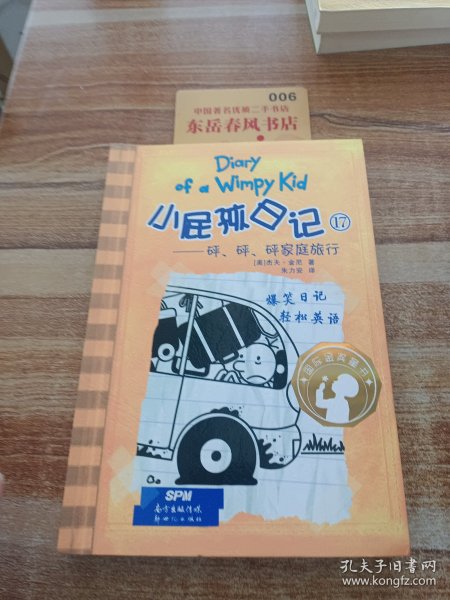 006
中国著名优质二手书店
东岳春风书店
Diary
of a Wimpy Kid
小屁孩日记⑰
——砰、砰、砰家庭旅行
[美]杰夫·金尼 著
朱力安 译
爆笑日记
轻松英语
SPM
南方出版传媒
新世纪出版社
孔夫子旧书网
www.kongfz.com